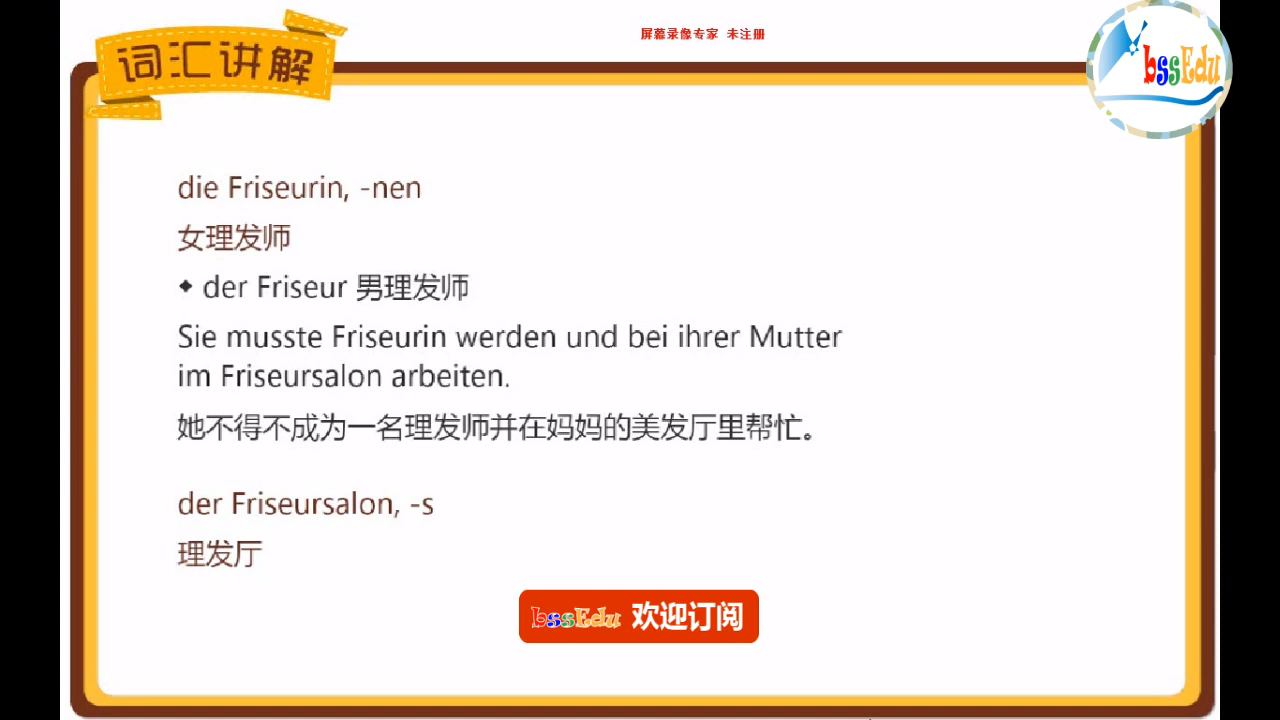 屏幕录像专家 未注册
词汇讲解
bssEdu
die Friseurin, -nen
女理发师
◆ der Friseur 男理发师
Sie musste Friseurin werden und bei ihrer Mutter
im Friseursalon arbeiten.
她不得不成为一名理发师并在妈妈的美发厅里帮忙。
der Friseursalon, -s
理发厅
bssEdu 欢迎订阅